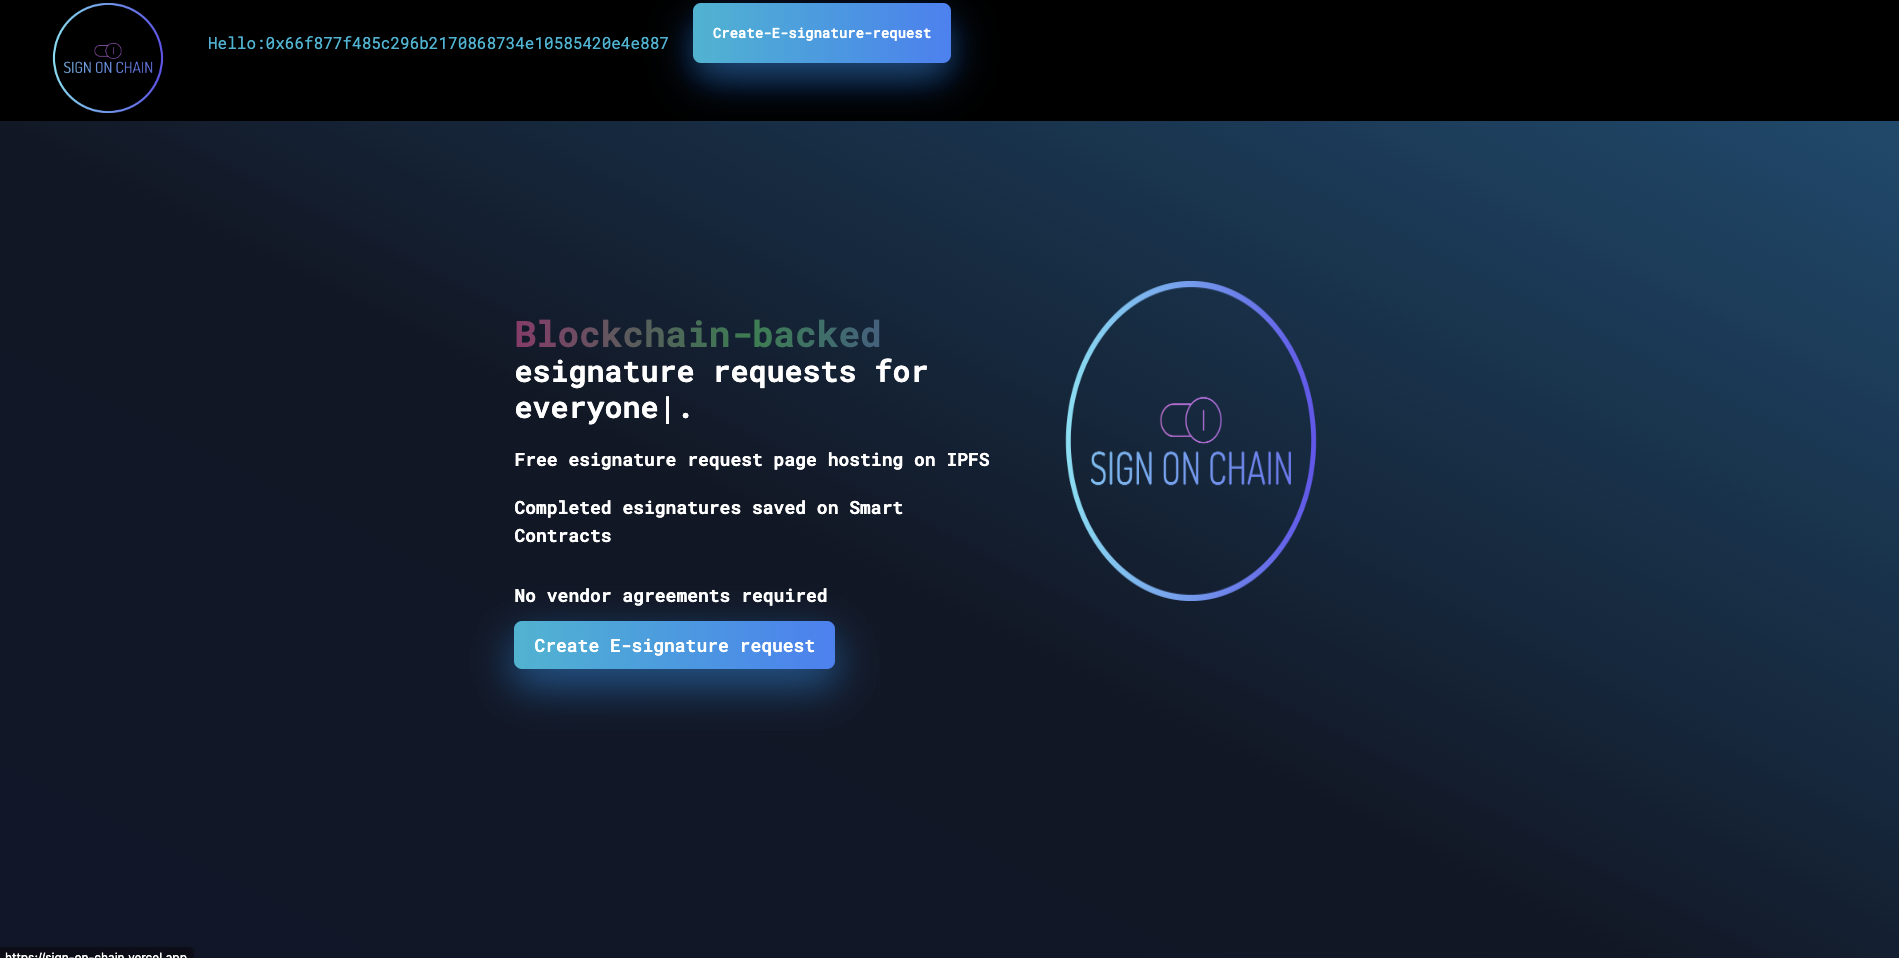 SIGN ON CHAIN
Hello:0x66f877f485c296b2170868734e10585420e4e887
Create-E-signature-request
Blockchain-backed
esignature requests for
everyone|.
Free esignature request page hosting on IPFS
Completed esignatures saved on Smart
Contracts
No vendor agreements required
Create E-signature request
SIGN ON CHAIN
https://sign-on-chain.vercel.app